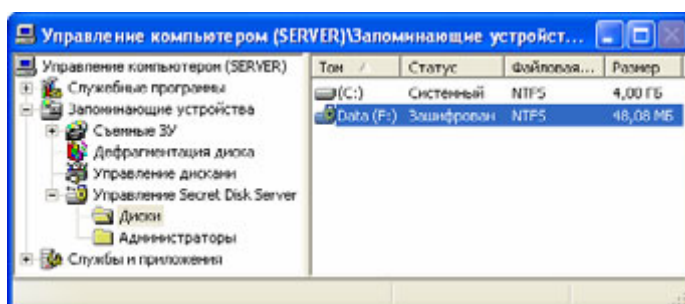 Управление компьютером (SERVER)\Запоминающие устройст...
Управление компьютером (SERVER)
Служебные программы
Запоминающие устройства
Съемные ЗУ
Дефрагментация диска
Управление дисками
Управление Secret Disk Server
Диски
Администраторы
Службы и приложения
Том Статус Файловая... Размер
(C:) Системный NTFS 4,00 ГБ
Data (F:) Зашифрован NTFS 48,08 МБ